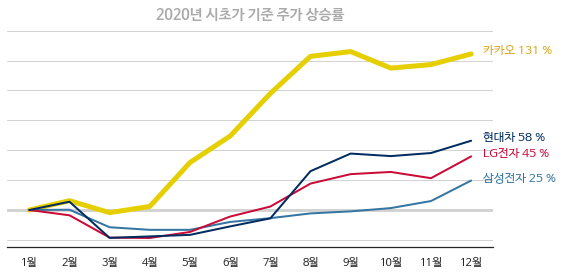 2020년 시초가 기준 주가 상승률
카카오 131 %
현대차 58 %
LG전자 45 %
삼성전자 25 %
1월 2월 3월 4월 5월 6월 7월 8월 9월 10월 11월 12월